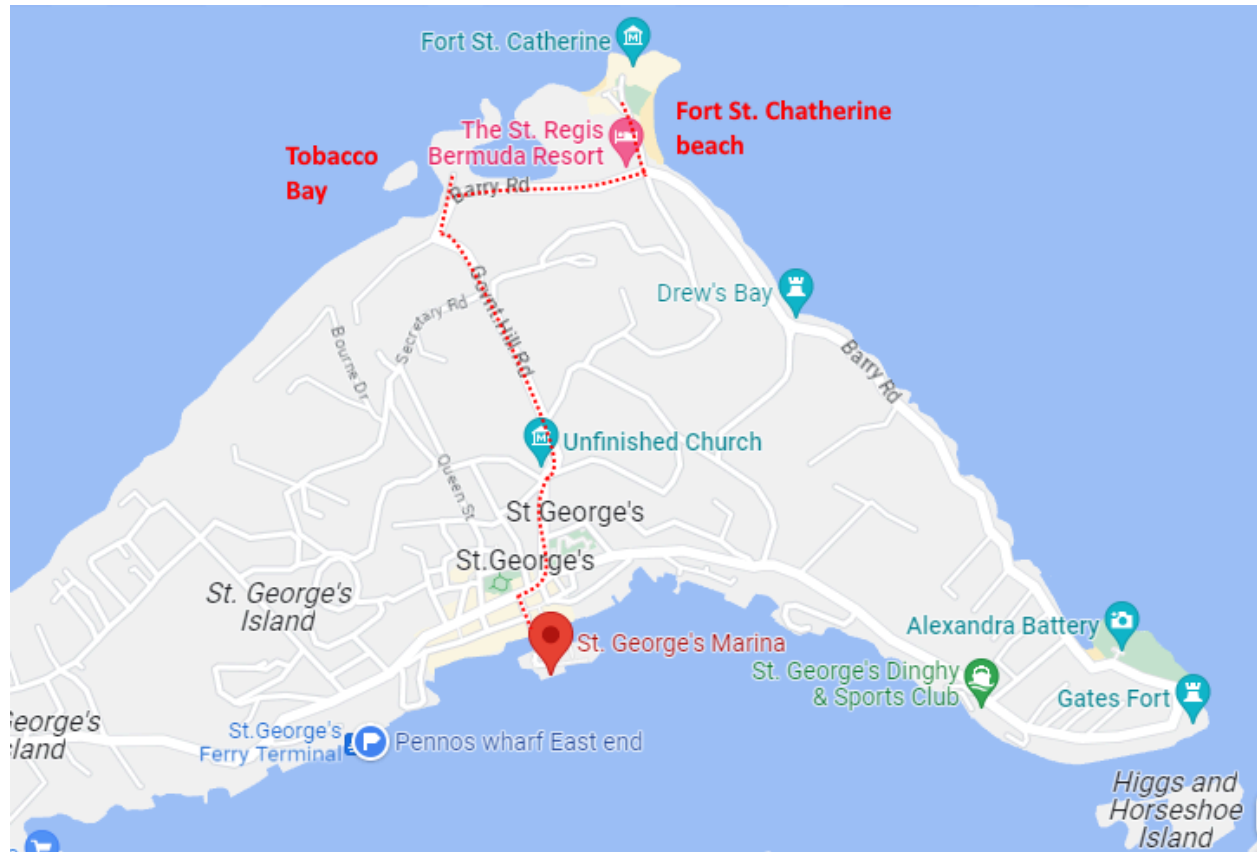 Fort St. Catherine
Fort St. Chatherine
beach
The St. Regis
Bermuda Resort
Tobacco
Bay
Barry Rd
Govnt Hill Rd
Drew's Bay
Secretary Rd
Bourne Dr
Barry Rd
Unfinished Church
Queen St
St George's
St.George's
St. George's
Island
St. George's Marina
Alexandra Battery
St. George's Dinghy
& Sports Club
Gates Fort
George's
sland
St.George's
Ferry Terminal
P
Pennos wharf East end
Higgs and
Horseshoe
Island